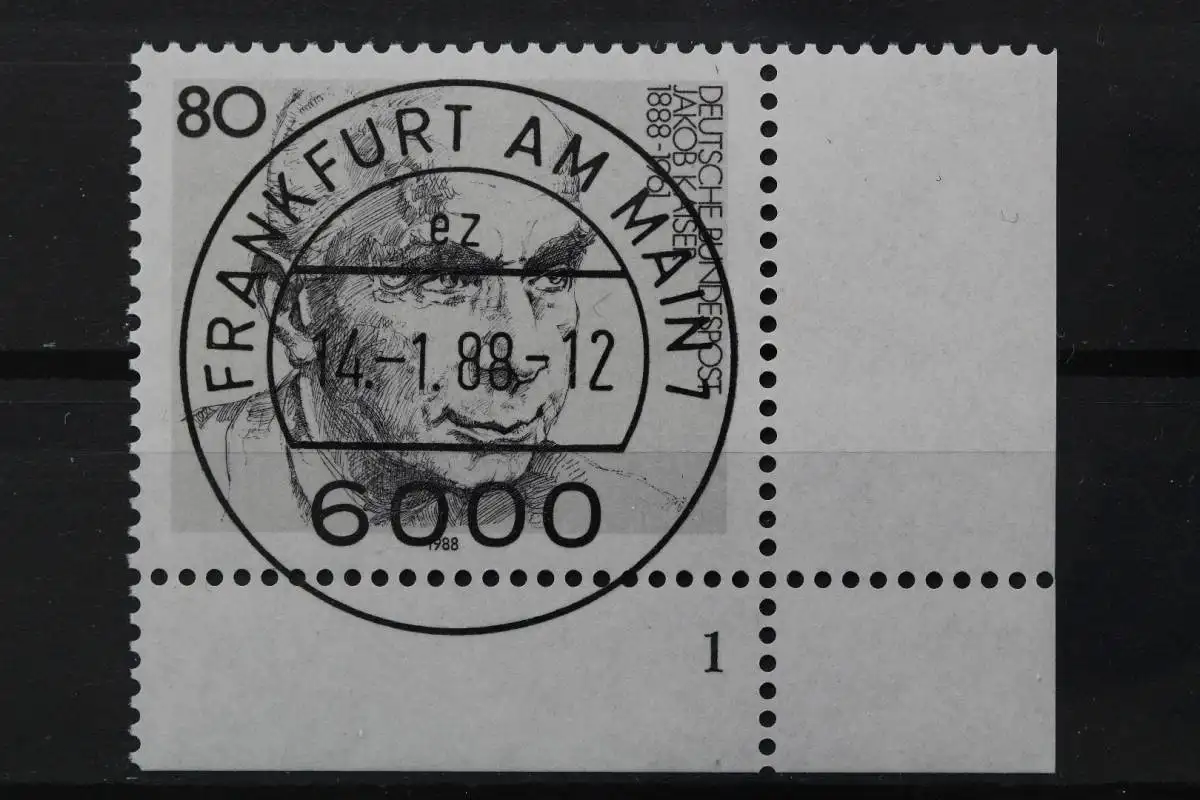 80
DEUTSCHE BUNDESPOST
JAKOB KAISER
1888-1961
FRANKFURT AM MAIN 1
ez
14.-1.88-12
6000
1988
1